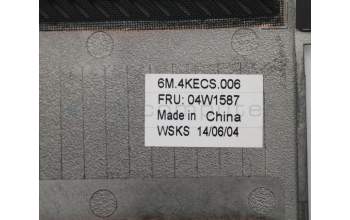 6M.4KECS.006
FRU: 04W1587
Made in China
WSKS 14/06/04